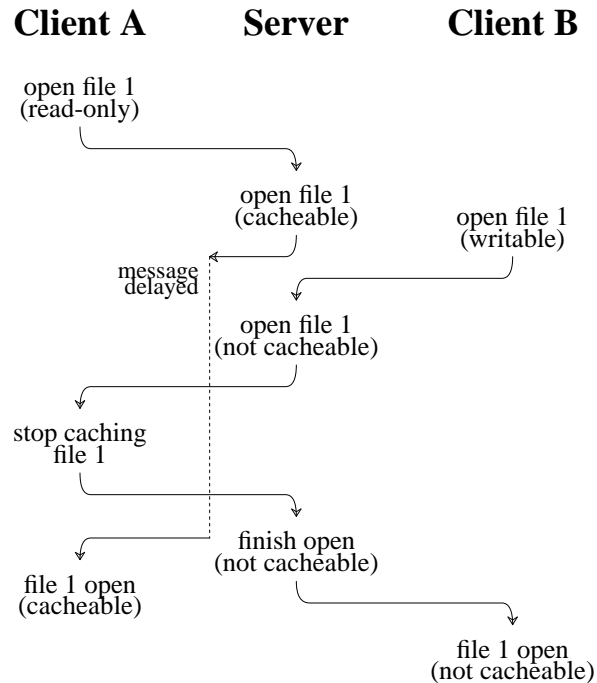 Client A
Server
Client B
open file 1
(read-only)
open file 1
(cacheable)
open file 1
(writable)
message
delayed
open file 1
(not cacheable)
stop caching
file 1
finish open
(not cacheable)
file 1 open
(cacheable)
file 1 open
(not cacheable)